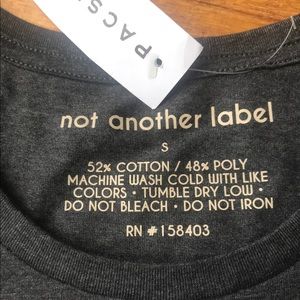 PACS
not another label
S
52% COTTON / 48% POLY
MACHINE WASH COLD WITH LIKE
COLORS • TUMBLE DRY LOW •
DO NOT BLEACH • DO NOT IRON
RN #158403